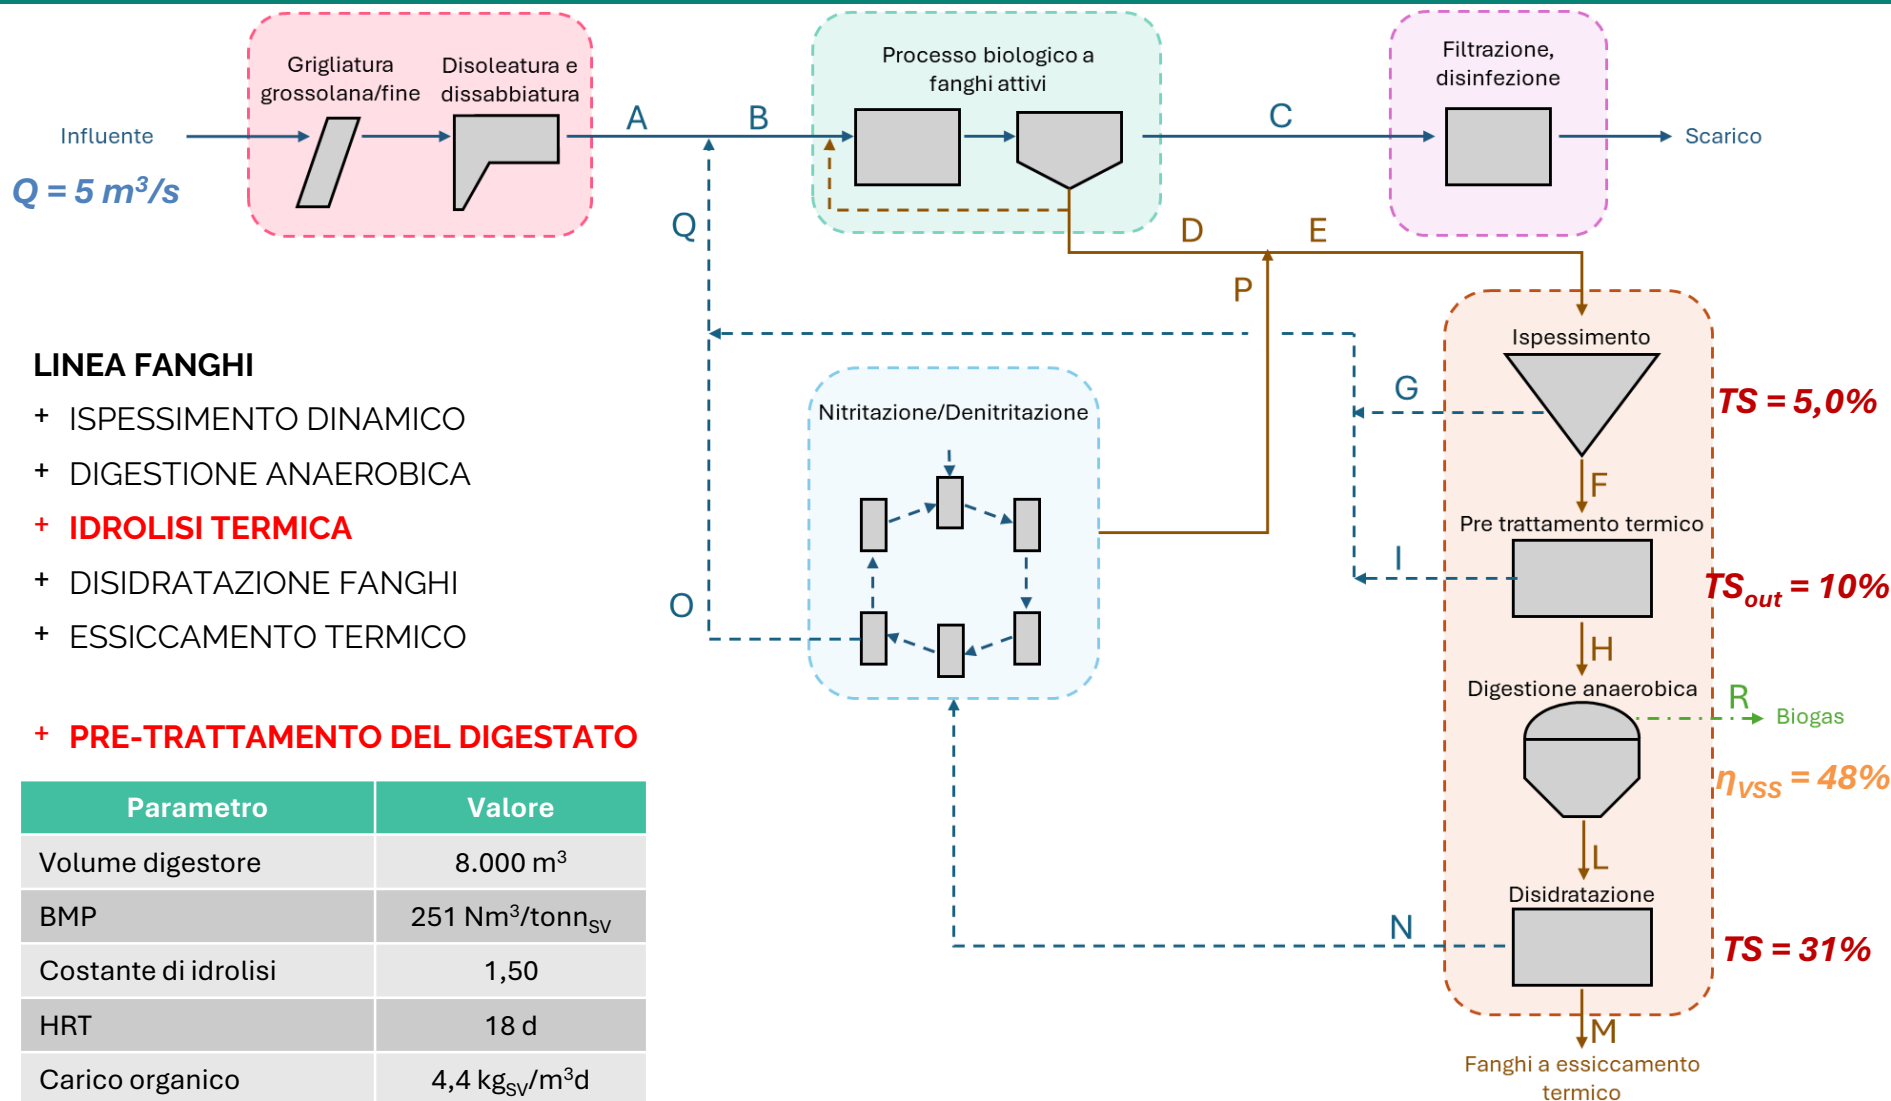 Grigliatura
grossolana/fine
Disoleatura e
dissabbiatura
Processo biologico a
fanghi attivi
Filtrazione,
disinfezione
Influente
A
B
C
Scarico
Q = 5 m³/s
Q
D
E
P
LINEA FANGHI
+ ISPESSIMENTO DINAMICO
+ DIGESTIONE ANAEROBICA
+ IDROLISI TERMICA
+ DISIDRATAZIONE FANGHI
+ ESSICCAMENTO TERMICO
+ PRE-TRATTAMENTO DEL DIGESTATO
Nitritazione/Denitritazione
O
N
Ispessimento
G
TS = 5,0%
F
Pre trattamento termico
I
TSout = 10%
H
Digestione anaerobica
R
Biogas
ηVSS = 48%
L
Disidratazione
TS = 31%
M
Fanghi a essiccamento
termico
Parametro Valore
Volume digestore 8.000 m³
BMP 251 Nm³/tonnSV
Costante di idrolisi 1,50
HRT 18 d
Carico organico 4,4 kgSV/m³d